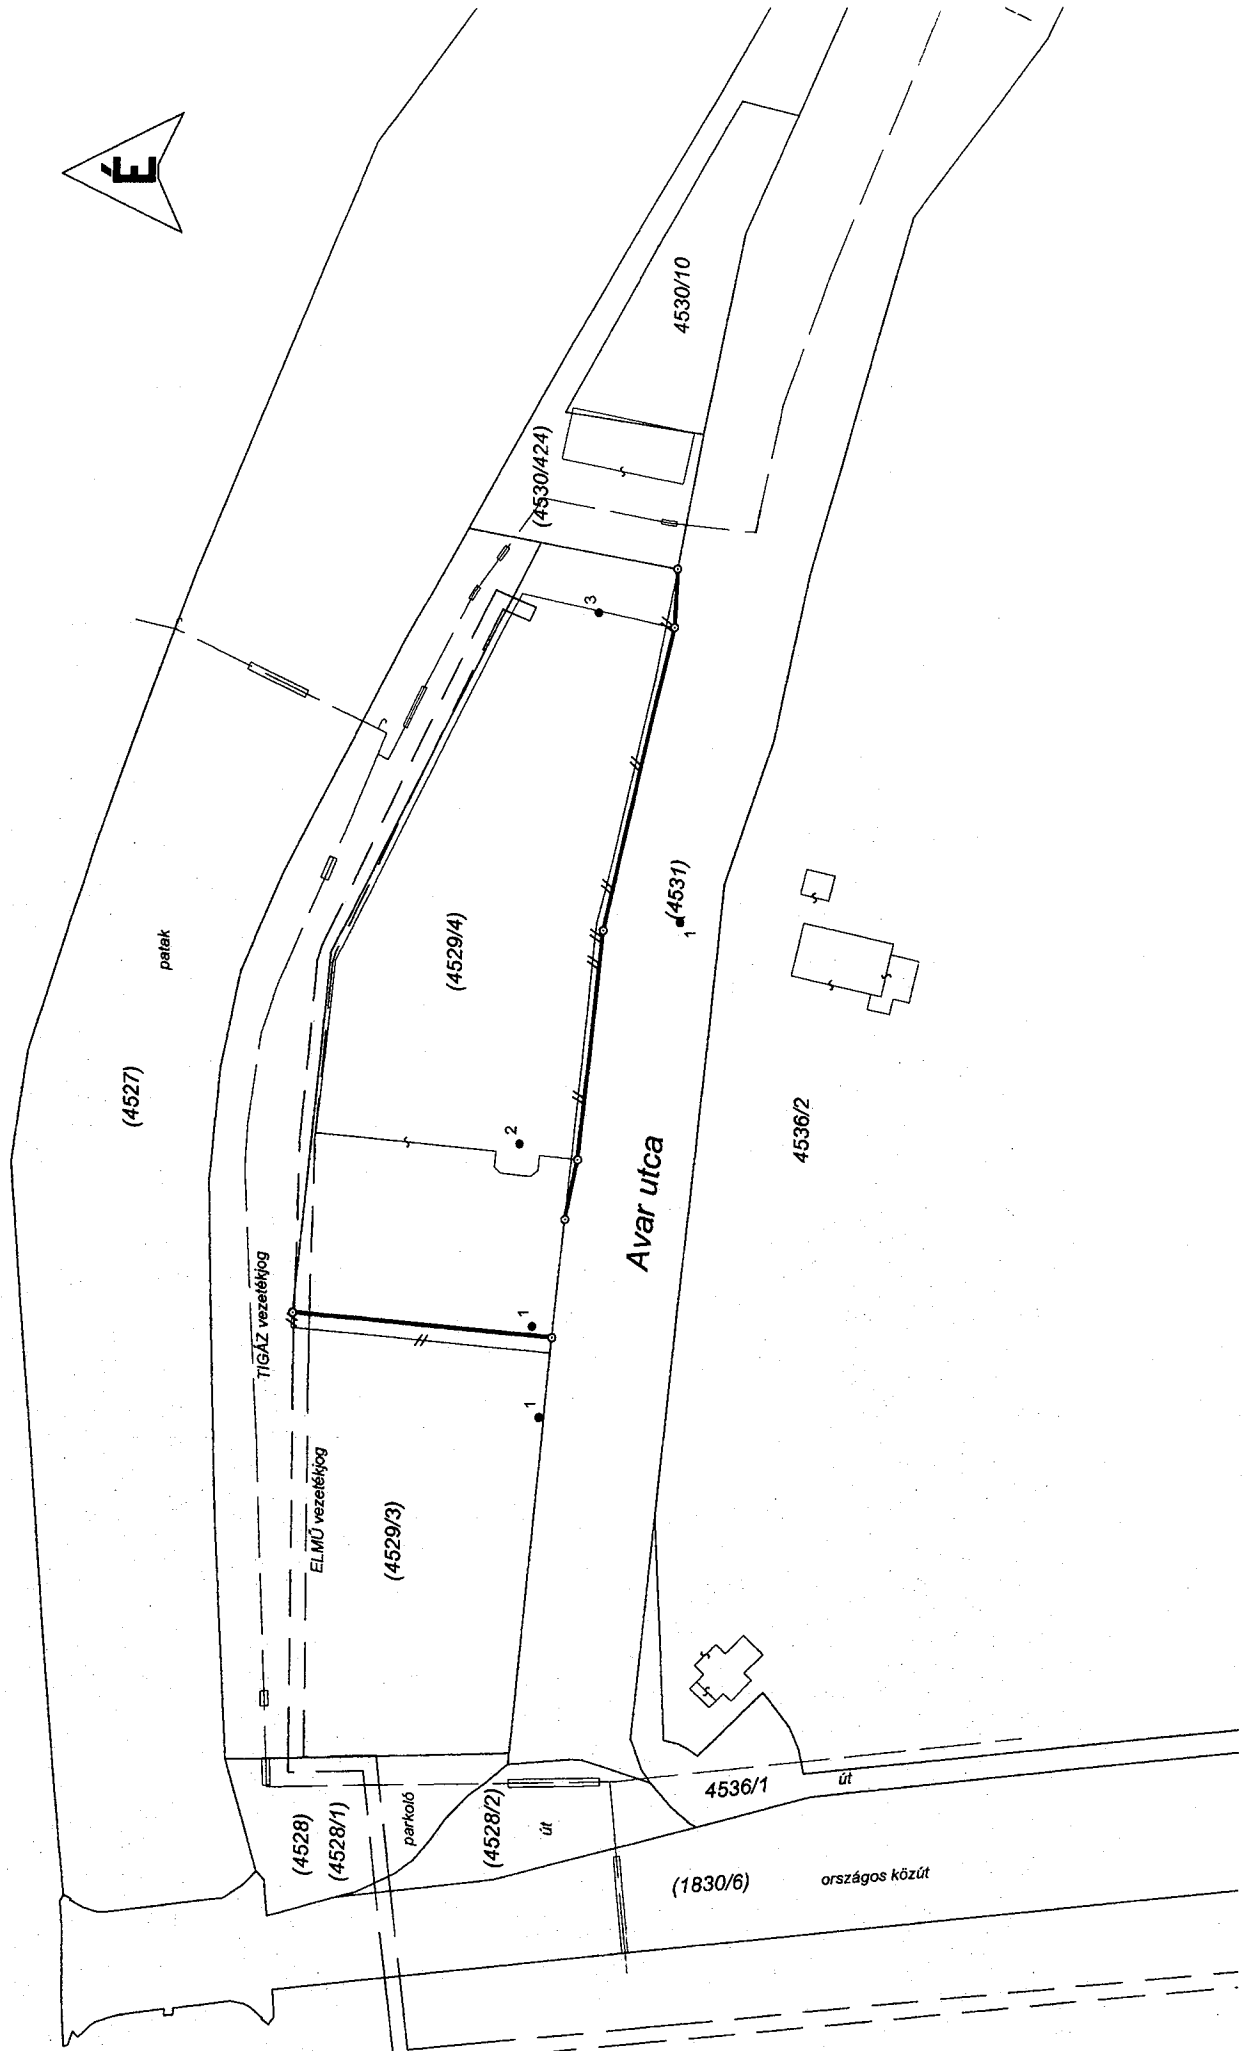 É
4530/10
(4530/424)
3
(4531)
1
(4529/4)
patak
(4527)
2
4536/2
Avar utca
TIGÁZ vezetékjog
1
1
ELMŰ vezetékjog
(4529/3)
4536/1
út
(4528)
(4528/1)
parkoló
(4528/2)
út
(1830/6)
országos közút